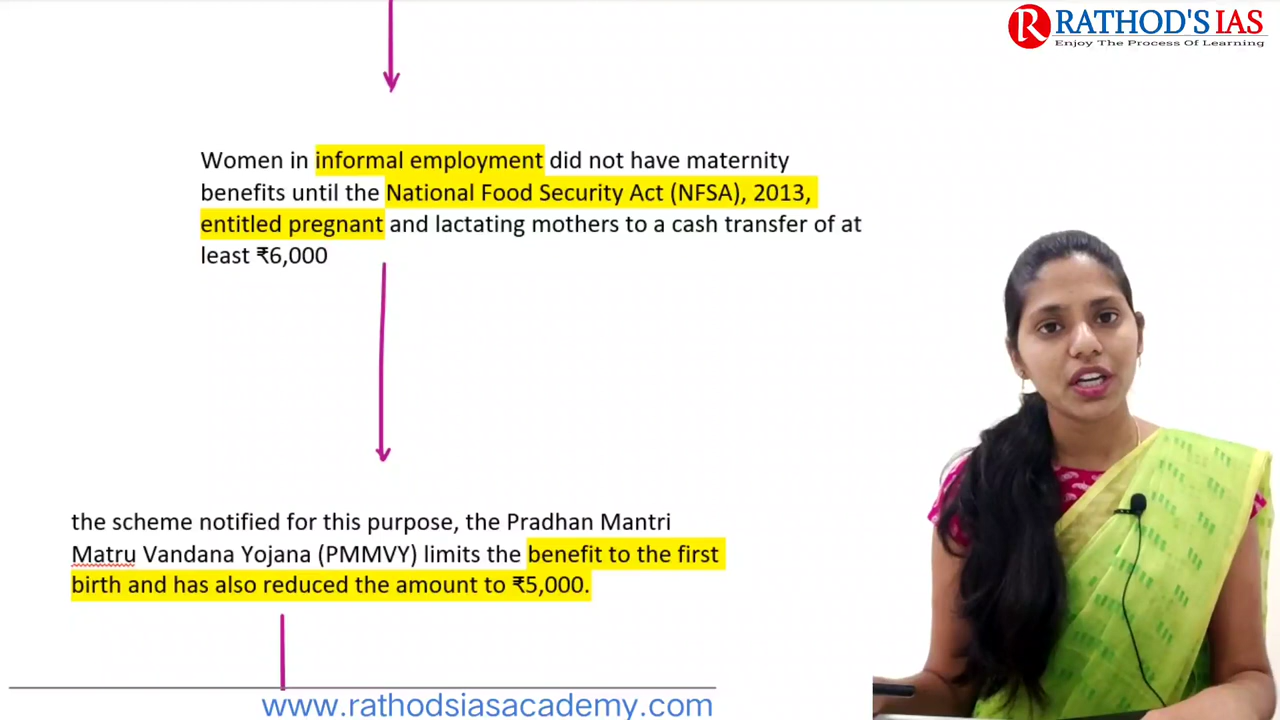 RATHOD'S IAS
Enjoy The Process Of Learning
Women in informal employment did not have maternity
benefits until the National Food Security Act (NFSA), 2013,
entitled pregnant and lactating mothers to a cash transfer of at
least ₹6,000
the scheme notified for this purpose, the Pradhan Mantri
Matru Vandana Yojana (PMMVY) limits the benefit to the first
birth and has also reduced the amount to ₹5,000.
www.rathodsiasacademy.com